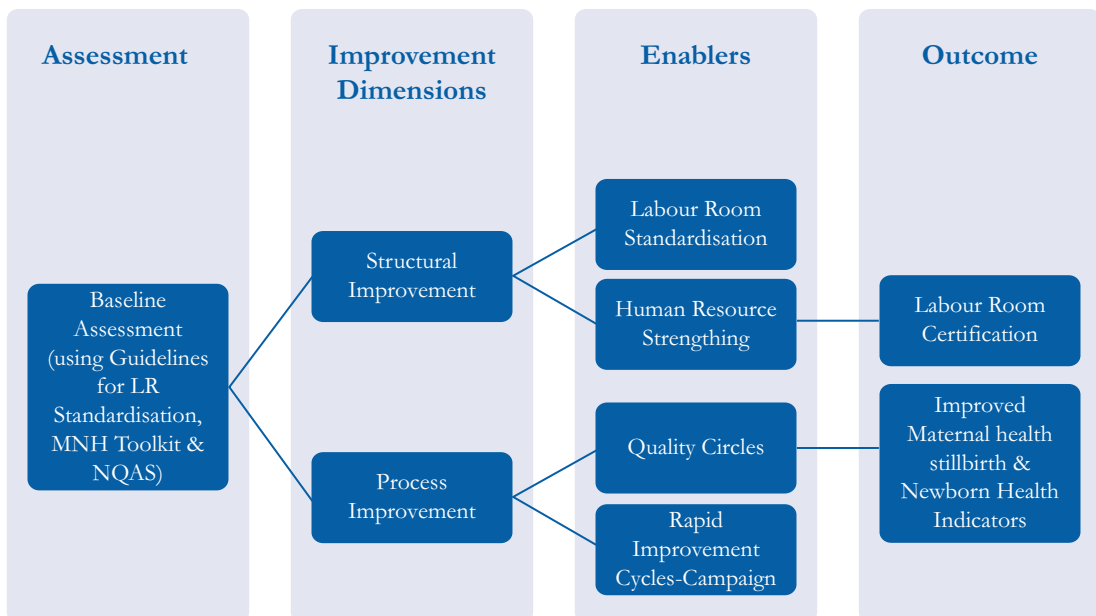 Assessment
Improvement
Dimensions
Enablers
Outcome
Baseline
Assessment
(using Guidelines
for LR
Standardisation,
MNH Toolkit &
NQAS)
Structural
Improvement
Process
Improvement
Labour Room
Standardisation
Human Resource
Strengthing
Quality Circles
Rapid
Improvement
Cycles-Campaign
Labour Room
Certification
Improved
Maternal health
stillbirth &
Newborn Health
Indicators